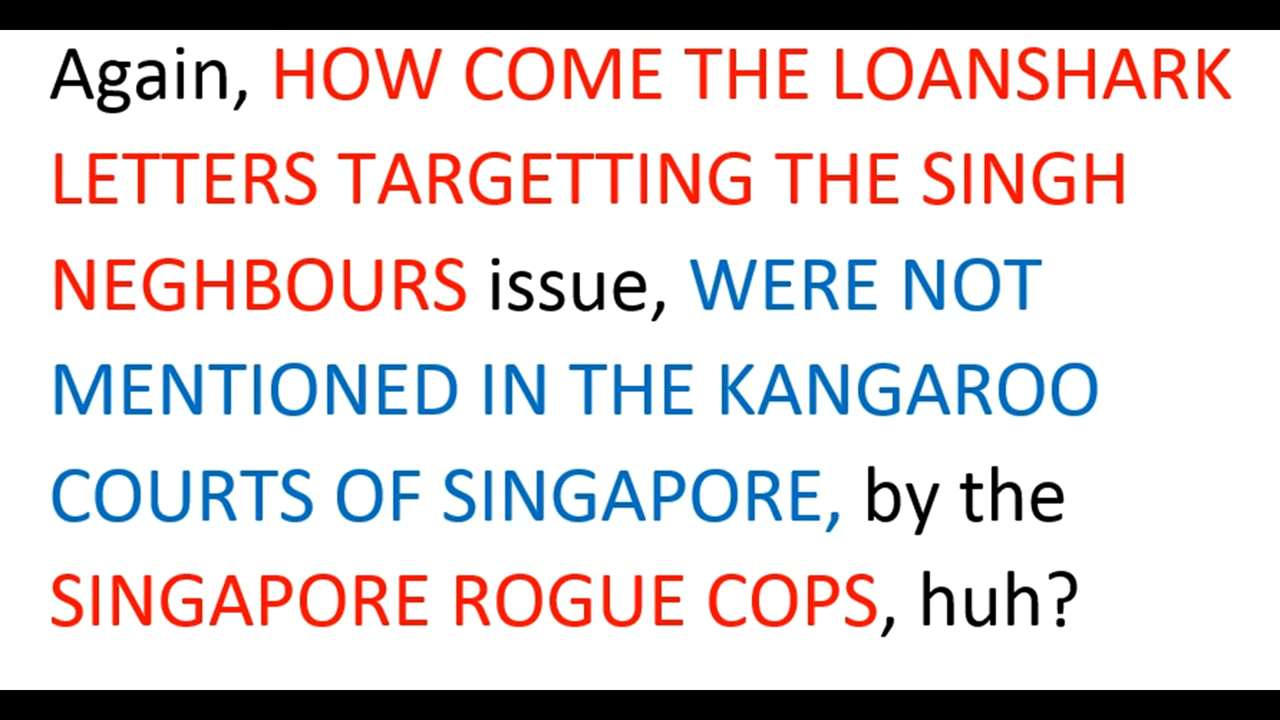 Again, HOW COME THE LOANSHARK
LETTERS TARGETTING THE SINGH
NEGHBOURS issue, WERE NOT
MENTIONED IN THE KANGAROO
COURTS OF SINGAPORE, by the
SINGAPORE ROGUE COPS, huh?